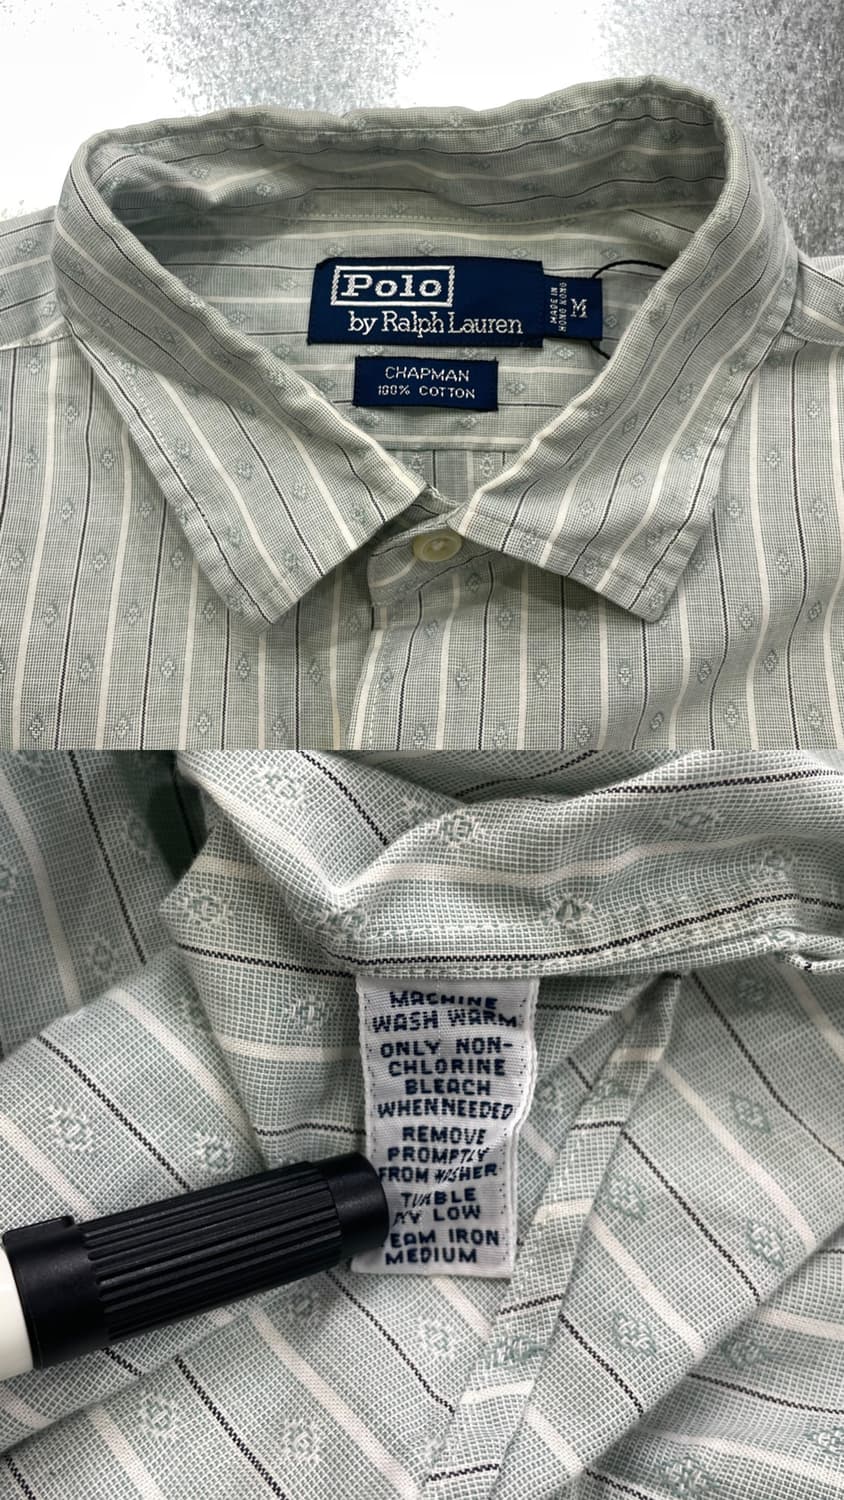 Polo
by Ralph Lauren
MADE IN
HONG KONG
M
CHAPMAN
100% COTTON
MACHINE
WASH WARM
ONLY NON-
CHLORINE
BLEACH
WHEN NEEDED
REMOVE
PROMPTLY
FROM WASHER
TUMBLE
LOW
EAM IRON
MEDIUM